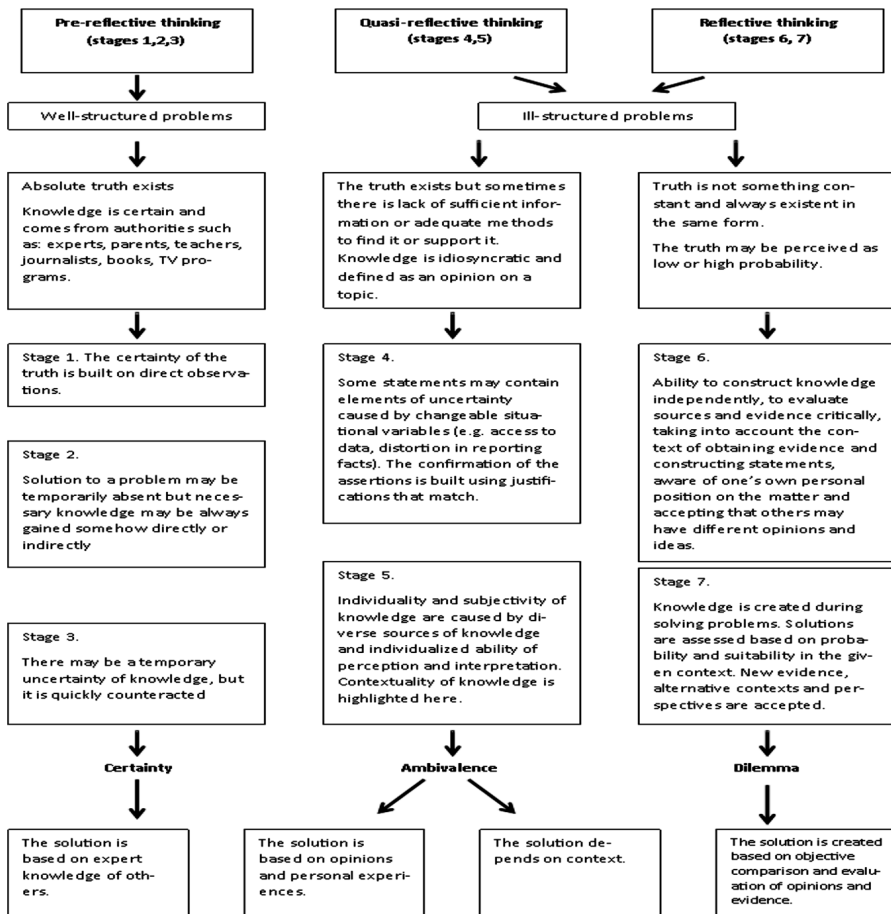 Pre-reflective thinking
(stages 1,2,3)
Quasi-reflective thinking
(stages 4,5)
Reflective thinking
(stages 6, 7)
Well-structured problems
Ill-structured problems
Absolute truth exists
Knowledge is certain and
comes from authorities such
as: experts, parents, teachers,
journalists, books, TV pro-
grams.
The truth exists but sometimes
there is lack of sufficient infor-
mation or adequate methods
to find it or support it.
Knowledge is idiosyncratic and
defined as an opinion on a
topic.
Truth is not something con-
stant and always existent in
the same form.
The truth may be perceived as
low or high probability.
Stage 1. The certainty of the
truth is built on direct observa-
tions.
Stage 2.
Solution to a problem may be
temporarily absent but neces-
sary knowledge may be always
gained somehow directly or
indirectly
Stage 3.
There may be a temporary
uncertainty of knowledge, but
it is quickly counteracted
Stage 4.
Some statements may contain
elements of uncertainty
caused by changeable situa-
tional variables (e.g. access to
data, distortion in reporting
facts). The confirmation of the
assertions is built using justifi-
cations that match.
Stage 5.
Individuality and subjectivity of
knowledge are caused by di-
verse sources of knowledge
and individualized ability of
perception and interpretation.
Contextuality of knowledge is
highlighted here.
Stage 6.
Ability to construct knowledge
independently, to evaluate
sources and evidence critically,
taking into account the con-
text of obtaining evidence and
constructing statements,
aware of one's own personal
position on the matter and
accepting that others may
have different opinions and
ideas.
Stage 7.
Knowledge is created during
solving problems. Solutions
are assessed based on proba-
bility and suitability in the giv-
en context. New evidence,
alternative contexts and per-
spectives are accepted.
Certainty
Ambivalence
Dilemma
The solution is
based on expert
knowledge of oth-
ers.
The solution is
based on opinions
and personal experi-
ences.
The solution de-
pends on context.
The solution is created
based on objective
comparison and evalu-
ation of opinions and
evidence.